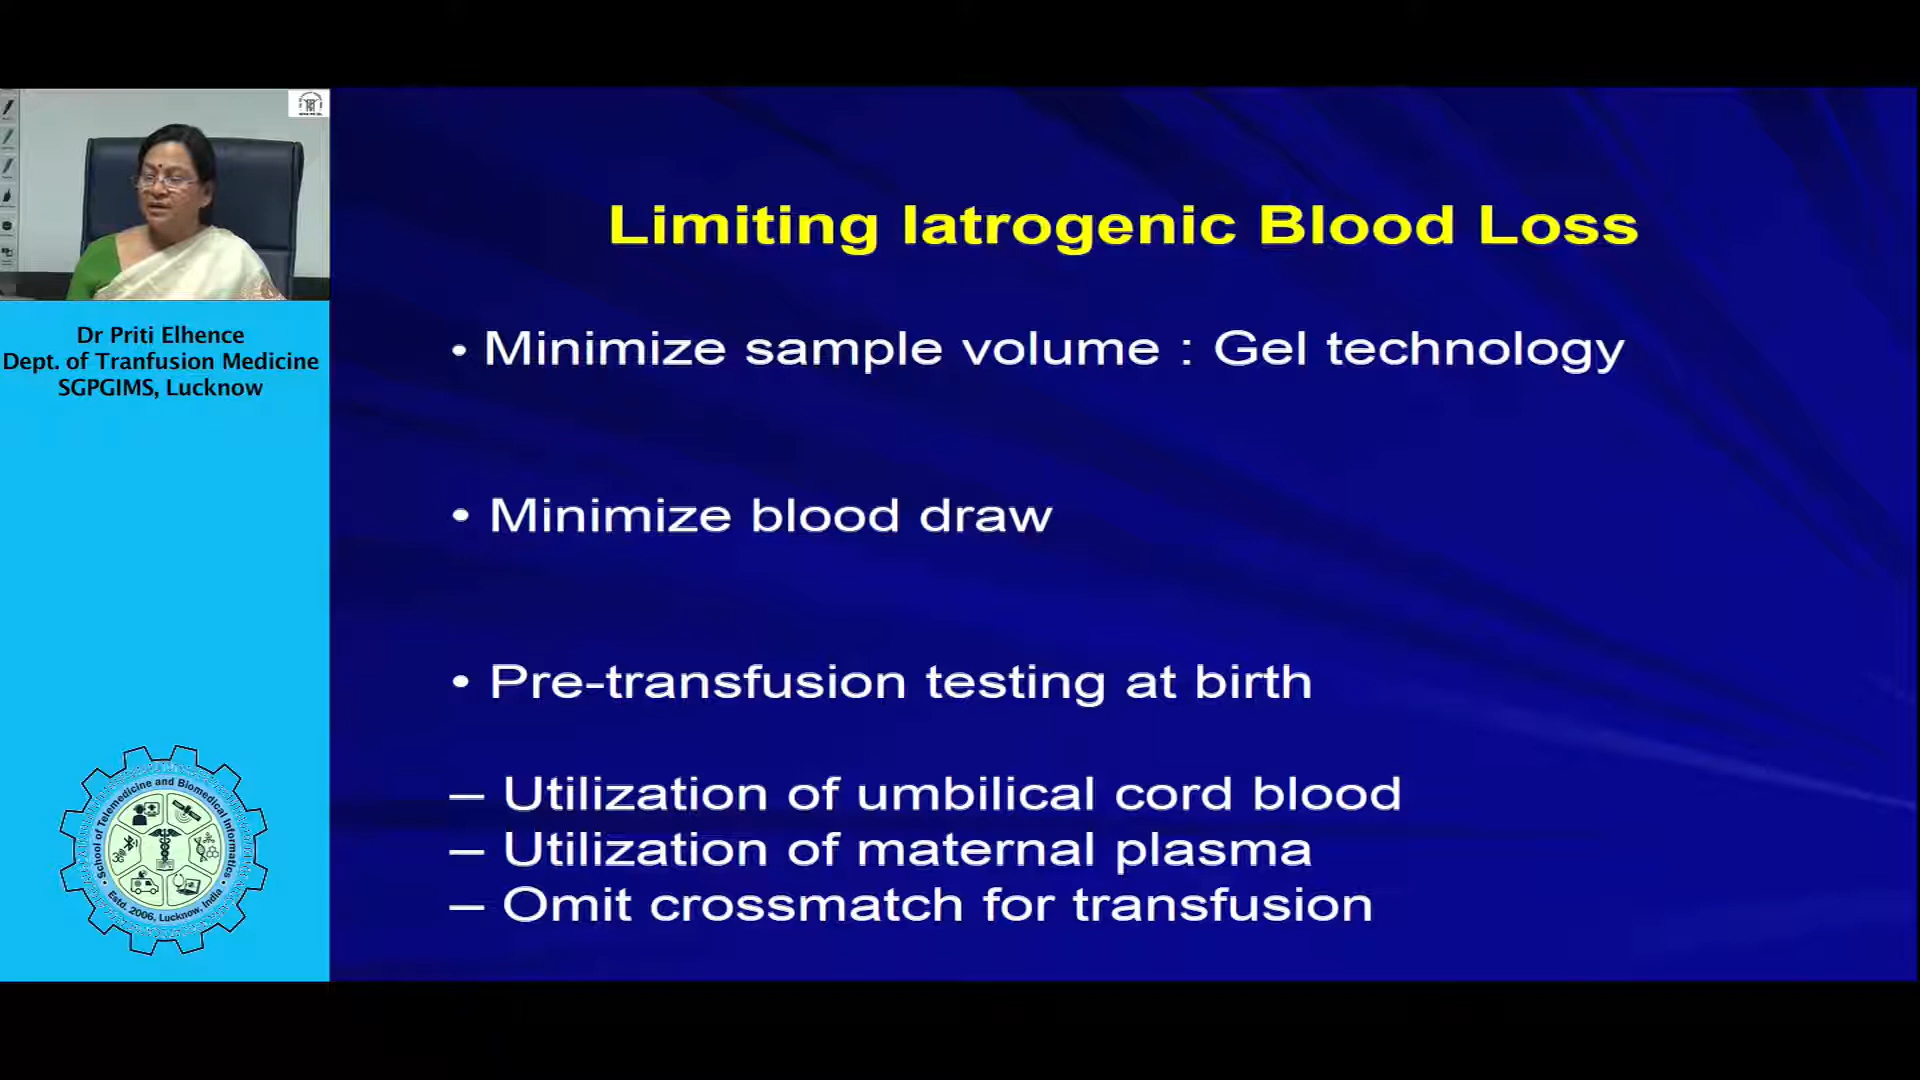 Dr Priti Elhence
Dept. of Tranfusion Medicine
SGPGIMS, Lucknow
School of Telemedicine and Biomedical Informatics
Estd. 2006, Lucknow, India
Limiting Iatrogenic Blood Loss
• Minimize sample volume : Gel technology
• Minimize blood draw
• Pre-transfusion testing at birth
– Utilization of umbilical cord blood
– Utilization of maternal plasma
– Omit crossmatch for transfusion